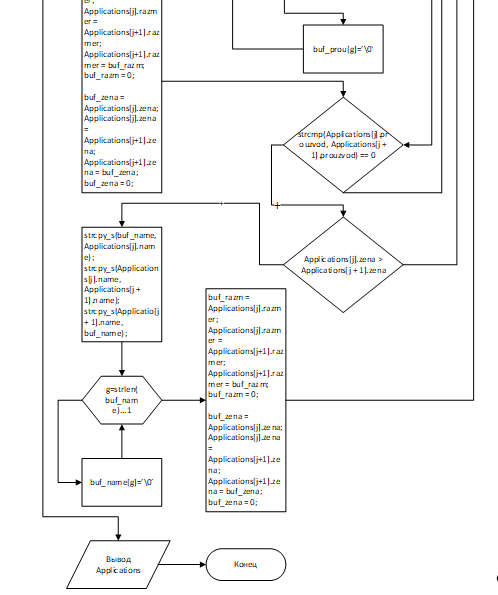 er;
Applications[j].razm
er =
Applications[j+1].raz
mer;
Applications[j+1].raz
mer = buf_razm;
buf_razm = 0;
buf_zena =
Applications[j].zena;
Applications[j].zena
=
Applications[j+1].ze
na;
Applications[j+1].ze
na = buf_zena;
buf_zena = 0;
buf_prou[g]='\0'
strcmp(Applications[j].pr
ouzvod, Applications[j +
1].prouzvod) == 0
+
+
Applications[j].zena >
Applications[j + 1].zena
strcpy_s(buf_name,
Applications[j].nam
e);
strcpy_s(Application
s[j].name,
Applications[j +
1].name);
strcpy_s(Applicatio[j
+ 1].name,
buf_name);
g=strlen(
buf_nam
e)...1
buf_name[g]='\0'
buf_razm =
Applications[j].razm
er;
Applications[j].razm
er =
Applications[j+1].raz
mer;
Applications[j+1].raz
mer = buf_razm;
buf_razm = 0;
buf_zena =
Applications[j].zena;
Applications[j].zena
=
Applications[j+1].ze
na;
Applications[j+1].ze
na = buf_zena;
buf_zena = 0;
Вывод
Applications
Конец